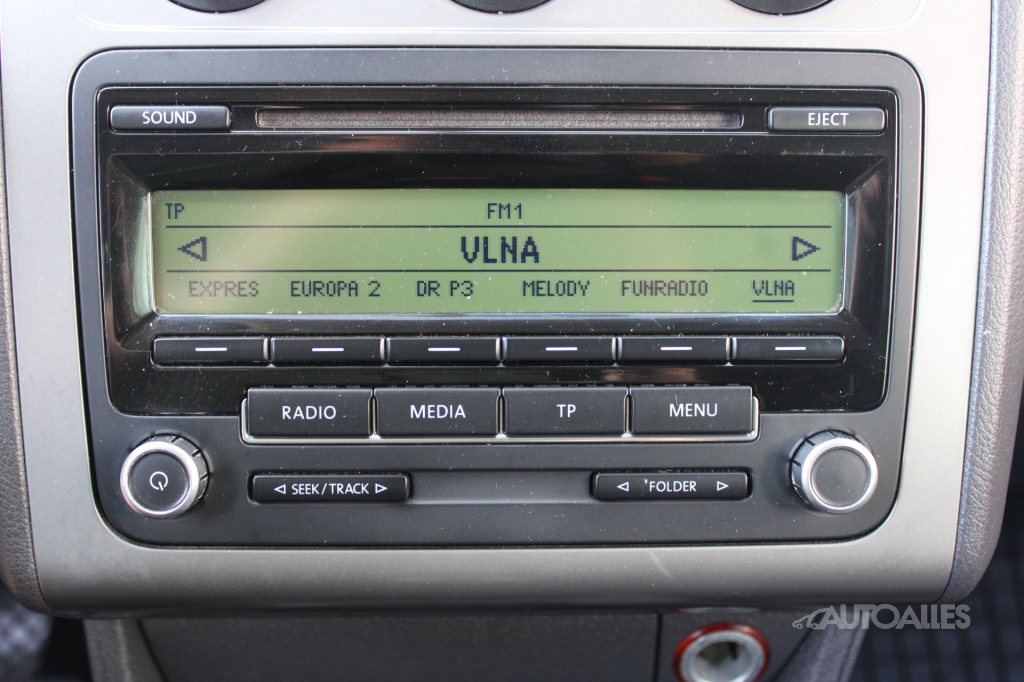 SOUND EJECT
TP FM1
VLNA
EXPRES EUROPA 2 DR P3 MELODY FUNRADIO VLNA
RADIO MEDIA TP MENU
SEEK/TRACK FOLDER
AUTOALLES